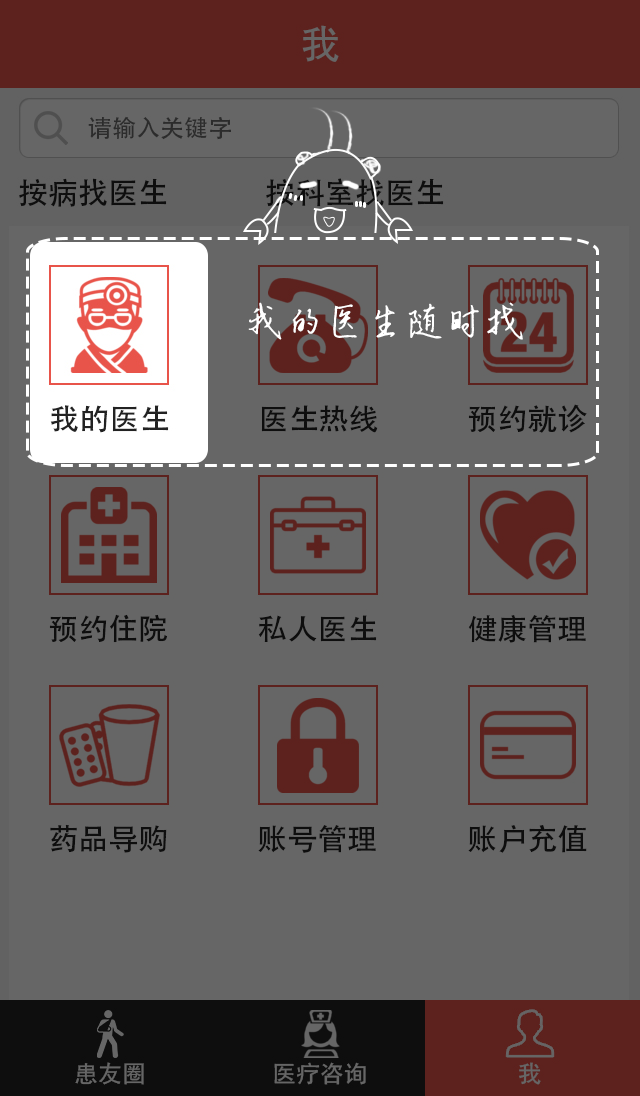 我
请输入关键字
按病找医生 按科室找医生
我的医生随时找
24
我的医生 医生热线 预约就诊
预约住院 私人医生 健康管理
药品导购 账号管理 账户充值
患友圈 医疗咨询 我